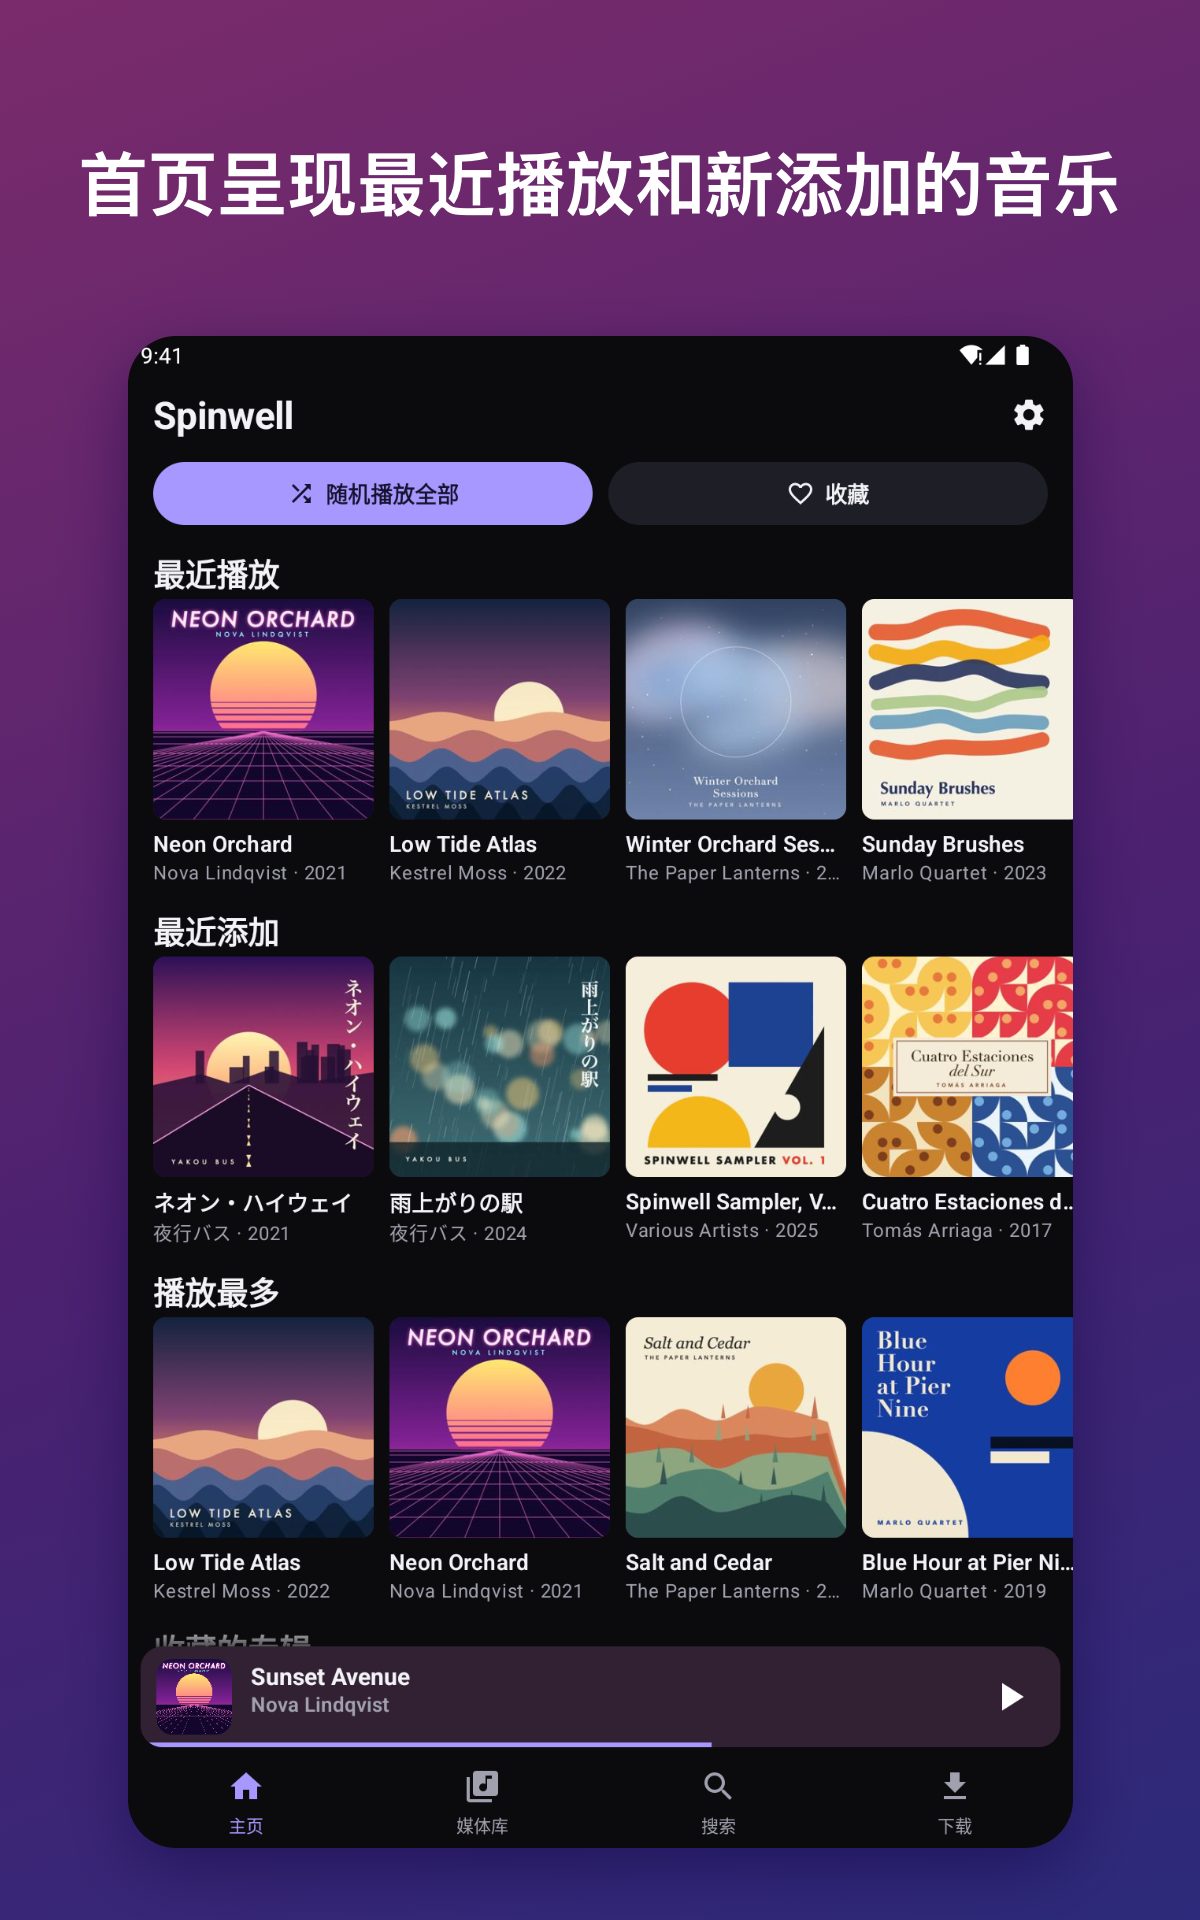 首页呈现最近播放和新添加的音乐
9:41
Spinwell
随机播放全部
收藏
最近播放
NEON ORCHARD
NOVA LINDQVIST
LOW TIDE ATLAS
KESTREL MOSS
Winter Orchard
Sessions
THE PAPER LANTERNS
Sunday Brushes
MARLO QUARTET
Neon Orchard
Nova Lindqvist · 2021
Low Tide Atlas
Kestrel Moss · 2022
Winter Orchard Ses…
The Paper Lanterns · 2…
Sunday Brushes
Marlo Quartet · 2023
最近添加
ネオン・ハイウェイ
YAKOU BUS
雨上がりの駅
YAKOU BUS
SPINWELL SAMPLER VOL. 1
Cuatro Estaciones
del Sur
TOMÁS ARRIAGA
ネオン・ハイウェイ
夜行バス · 2021
雨上がりの駅
夜行バス · 2024
Spinwell Sampler, V…
Various Artists · 2025
Cuatro Estaciones d…
Tomás Arriaga · 2017
播放最多
LOW TIDE ATLAS
KESTREL MOSS
NEON ORCHARD
NOVA LINDQVIST
Salt and Cedar
THE PAPER LANTERNS
Blue
Hour
at Pier
Nine
MARLO QUARTET
Low Tide Atlas
Kestrel Moss · 2022
Neon Orchard
Nova Lindqvist · 2021
Salt and Cedar
The Paper Lanterns · 2…
Blue Hour at Pier Ni…
Marlo Quartet · 2019
收藏的专辑
NEON ORCHARD
Sunset Avenue
Nova Lindqvist
主页
媒体库
搜索
下载